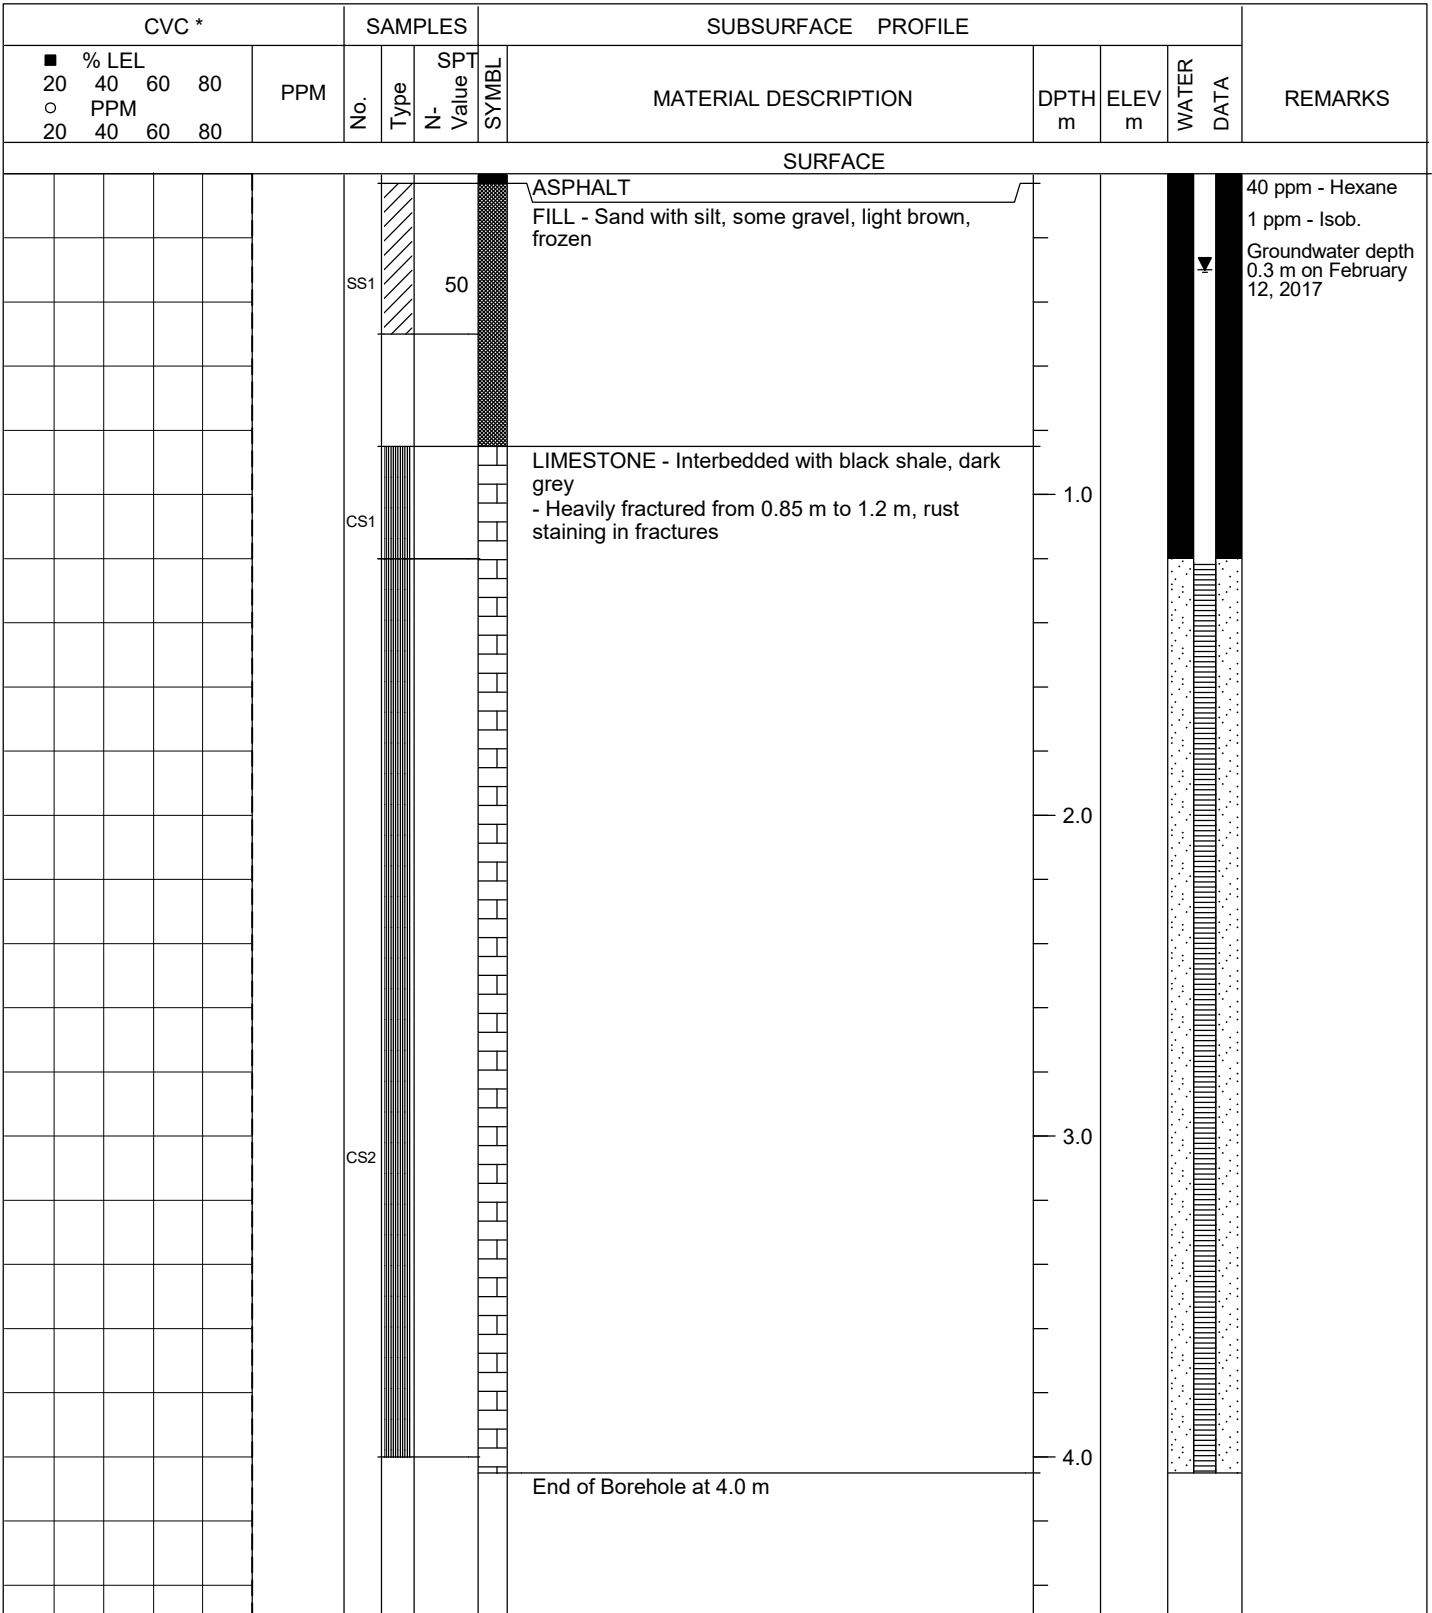 CVC *
SAMPLES
SUBSURFACE PROFILE
■ % LEL
20 40 60 80
○ PPM
20 40 60 80
PPM
No.
Type
SPT
N-
Value
SYMBL
MATERIAL DESCRIPTION
DPTH
m
ELEV
m
WATER
DATA
REMARKS
SURFACE
ASPHALT
FILL - Sand with silt, some gravel, light brown,
frozen
40 ppm - Hexane
1 ppm - Isob.
Groundwater depth
0.3 m on February
12, 2017
SS1
50
LIMESTONE - Interbedded with black shale, dark
grey
- Heavily fractured from 0.85 m to 1.2 m, rust
staining in fractures
1.0
CS1
2.0
3.0
CS2
4.0
End of Borehole at 4.0 m